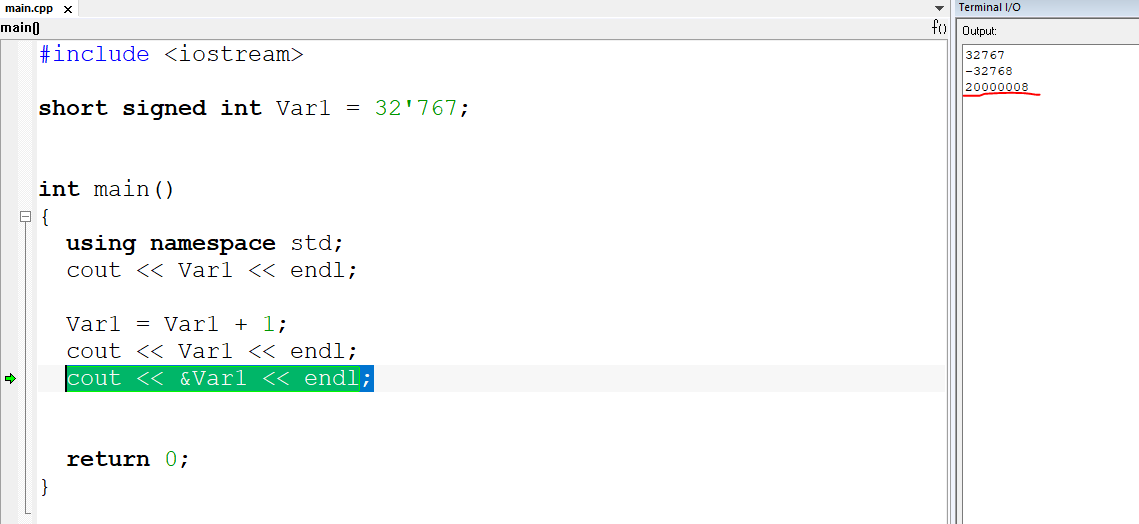 main.cpp x
main()
f()
#include <iostream>
short signed int Var1 = 32'767;
int main()
{
using namespace std;
cout << Var1 << endl;
Var1 = Var1 + 1;
cout << Var1 << endl;
cout << &Var1 << endl;
return 0;
}
Terminal I/O
Output:
32767
-32768
20000008